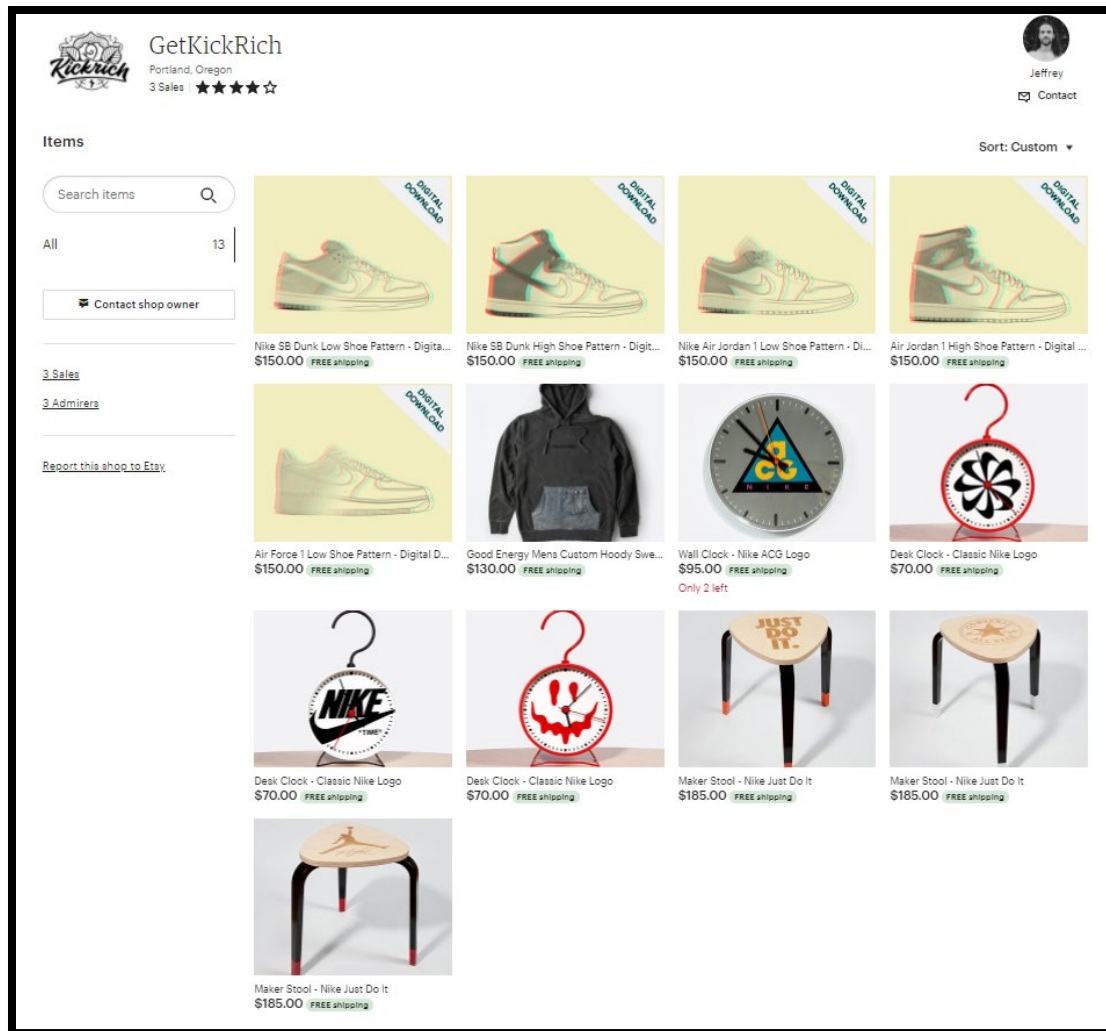 Kickrich
GetKickRich
Portland, Oregon
3 Sales
Jeffrey
Contact
Items
Sort: Custom
Search items
All 13
Contact shop owner
3 Sales
3 Admirers
Report this shop to Etsy
DIGITAL
DOWNLOAD
DIGITAL
DOWNLOAD
DIGITAL
DOWNLOAD
DIGITAL
DOWNLOAD
Nike SB Dunk Low Shoe Pattern - Digita...
$150.00 FREE shipping
Nike SB Dunk High Shoe Pattern - Digit...
$150.00 FREE shipping
Nike Air Jordan 1 Low Shoe Pattern - Di...
$150.00 FREE shipping
Air Jordan 1 High Shoe Pattern - Digital ...
$150.00 FREE shipping
DIGITAL
DOWNLOAD
aCG
NIKE
Air Force 1 Low Shoe Pattern - Digital D...
$150.00 FREE shipping
Good Energy Mens Custom Hoody Swe...
$130.00 FREE shipping
Wall Clock - Nike ACG Logo
$95.00 FREE shipping
Only 2 left
Desk Clock - Classic Nike Logo
$70.00 FREE shipping
NIKE
"TIME"
JUST
DO
IT.
Desk Clock - Classic Nike Logo
$70.00 FREE shipping
Desk Clock - Classic Nike Logo
$70.00 FREE shipping
Maker Stool - Nike Just Do It
$185.00 FREE shipping
Maker Stool - Nike Just Do It
$185.00 FREE shipping
Maker Stool - Nike Just Do It
$185.00 FREE shipping